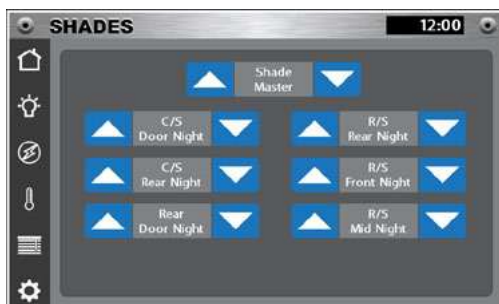 SHADES
12:00
Shade
Master
C/S
Door Night
R/S
Rear Night
C/S
Rear Night
R/S
Front Night
Rear
Door Night
R/S
Mid Night